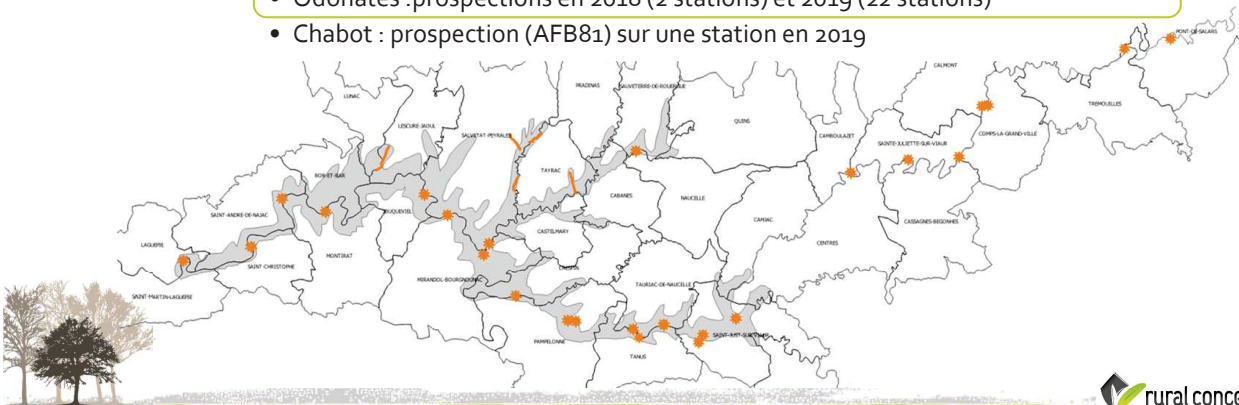 • Odonates :prospections en 2018 (2 stations) et 2019 (22 stations)
• Chabot : prospection (AFB81) sur une station en 2019
PONT-DE-SALARS
CALMONT
TREMOUILLES
PRADINAS
SAUVETERRE-DE-ROUERGUE
LUNAC
QUINS
COMPS-LA-GRAND-VILLE
LESCURE-JAOUL
SALVETAT-PEYRALES
CAMBOULAZET
SAINTE-JULIETTE-SUR-VIAUR
TAYRAC
BOR-ET-BAR
CABANES
NAUCELLE
SAINT-ANDRE-DE-NAJAC
CAMJAC
CASSAGNES-BEGONHES
CASTELMARY
LAGUEPIE
CENTRES
MONTIRAT
SAINT-CHRISTOPHE
MIRANDOL-BOURGNOUNAC
TAURIAC-DE-NAUCELLE
SAINT-MARTIN-LAGUEPIE
SAINT-JUST-SUR-VIAUR
PAMPELONNE
TANUS
rural conce